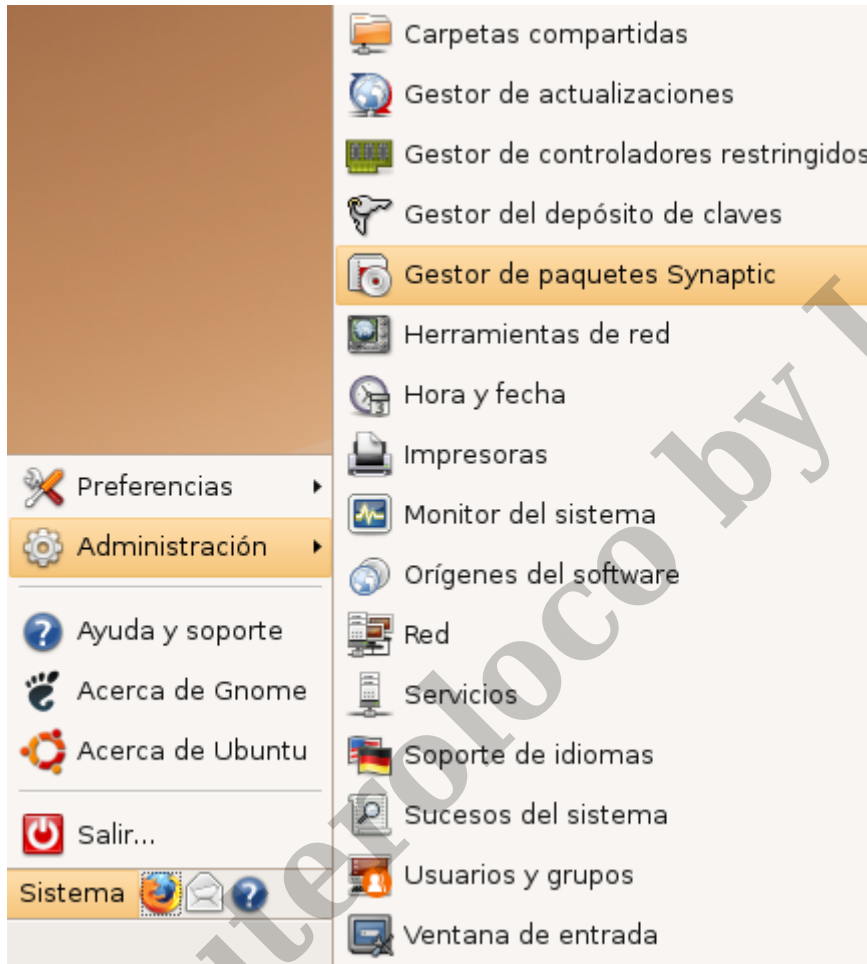 Carpetas compartidas
Gestor de actualizaciones
Gestor de controladores restringidos
Gestor del depósito de claves
Gestor de paquetes Synaptic
Herramientas de red
Hora y fecha
Impresoras
Monitor del sistema
Orígenes del software
Red
Servicios
Soporte de idiomas
Sucesos del sistema
Usuarios y grupos
Ventana de entrada
Preferencias
Administración
Ayuda y soporte
Acerca de Gnome
Acerca de Ubuntu
Salir...
Sistema
by